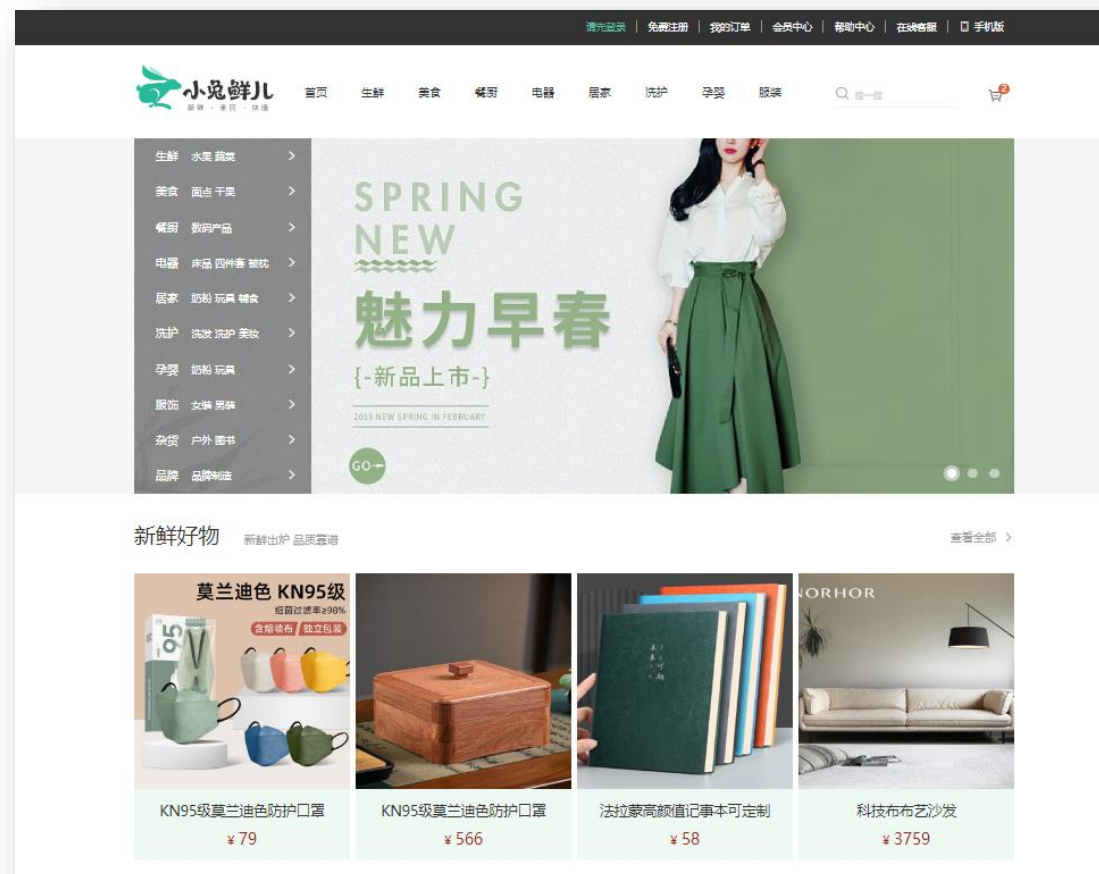 请先登录 | 免费注册 | 我的订单 | 会员中心 | 帮助中心 | 在线客服 | 手机版
小兔鲜儿
新鲜 · 亲民 · 快捷
首页 生鲜 美食 餐厨 电器 居家 洗护 孕婴 服装
搜一搜
2
生鲜 水果 蔬菜
美食 面点 干果
餐厨 数码产品
电器 床品 四件套 被枕
居家 奶粉 玩具 辅食
洗护 洗发 洗护 美妆
孕婴 奶粉 玩具
服饰 女装 男装
杂货 户外 图书
品牌 品牌制造
SPRING
NEW
魅力早春
{-新品上市-}
2013 NEW SPRING IN FEBRUARY
GO
新鲜好物 新鲜出炉 品质靠谱
查看全部
莫兰迪色 KN95级
细菌过滤率≥98%
含熔喷布 独立包装
95
NORHOR
KN95级莫兰迪色防护口罩
¥ 79
KN95级莫兰迪色防护口罩
¥ 566
法拉蒙高颜值记事本可定制
¥ 58
科技布布艺沙发
¥ 3759